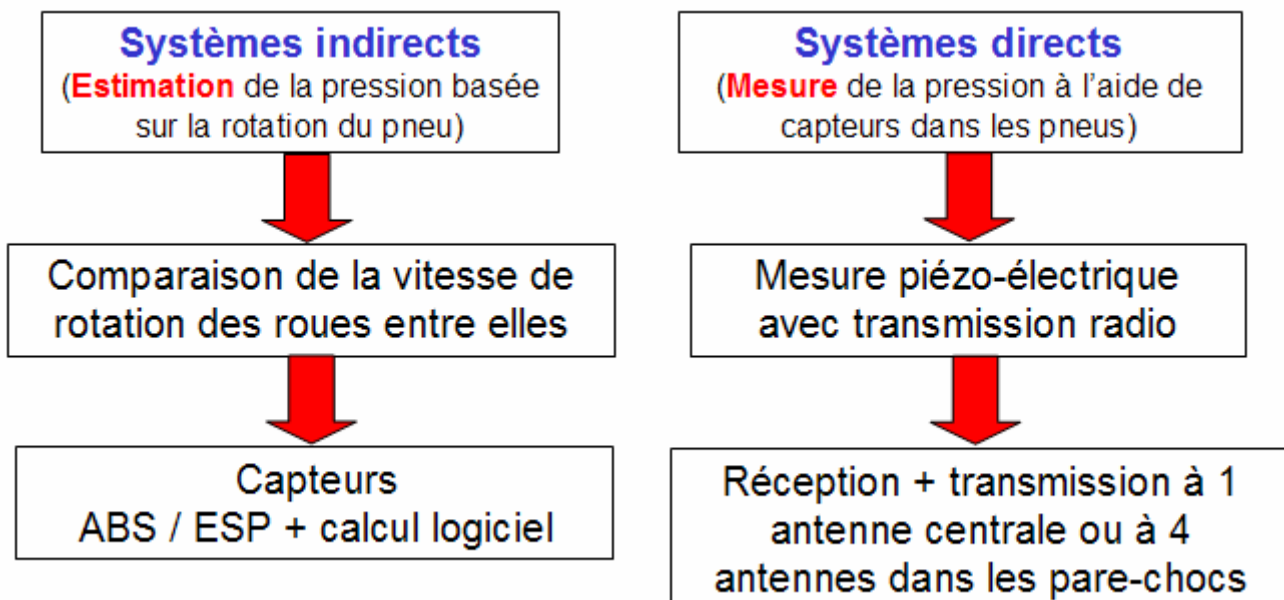 Systèmes indirects
(Estimation de la pression basée
sur la rotation du pneu)
Comparaison de la vitesse de
rotation des roues entre elles
Capteurs
ABS / ESP + calcul logiciel
Systèmes directs
(Mesure de la pression à l'aide de
capteurs dans les pneus)
Mesure piézo-électrique
avec transmission radio
Réception + transmission à 1
antenne centrale ou à 4
antennes dans les pare-chocs